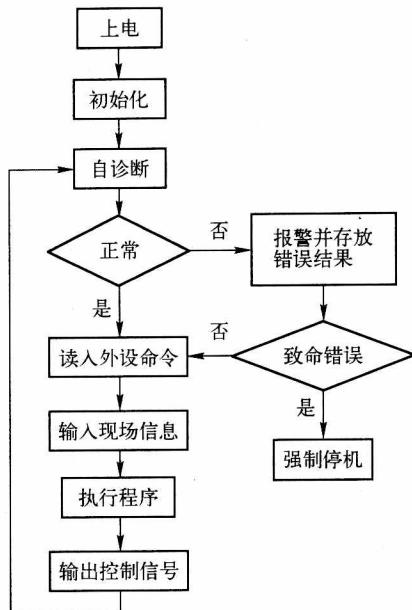 上电
初始化
自诊断
正常
否
报警并存放
错误结果
是
否
读入外设命令
致命错误
是
输入现场信息
强制停机
执行程序
输出控制信号